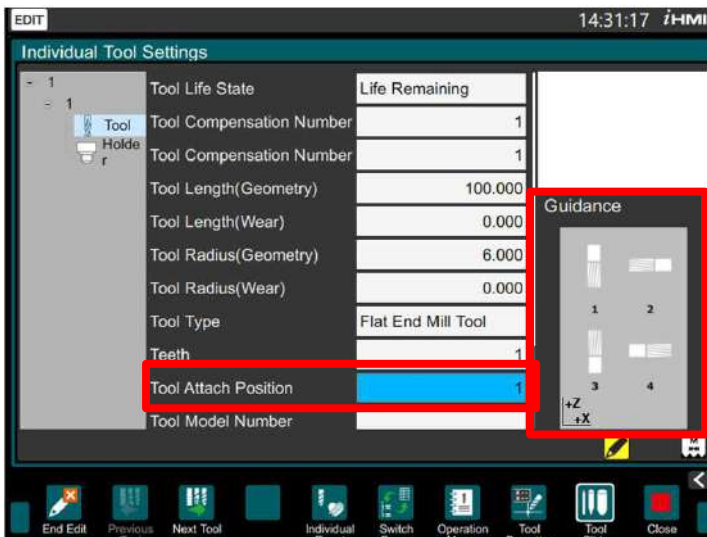 EDIT 14:31:17 iHMI
Individual Tool Settings
- 1
- 1
Tool
Holde
r
Tool Life State Life Remaining
Tool Compensation Number 1
Tool Compensation Number 1
Tool Length(Geometry) 100.000
Tool Length(Wear) 0.000
Tool Radius(Geometry) 6.000
Tool Radius(Wear) 0.000
Tool Type Flat End Mill Tool
Teeth 1
Tool Attach Position 1
Tool Model Number
Guidance
1 2
3 4
+Z
+X
End Edit Previous Next Tool Individual Switch Operation Tool Tool Close